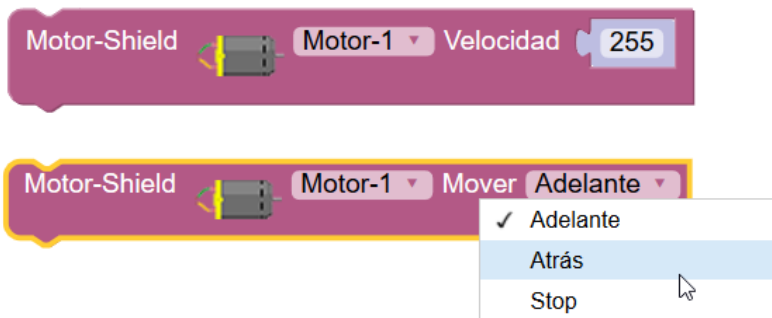 Motor-Shield Motor-1 Velocidad 255
Motor-Shield Motor-1 Mover Adelante
Adelante
Atrás
Stop